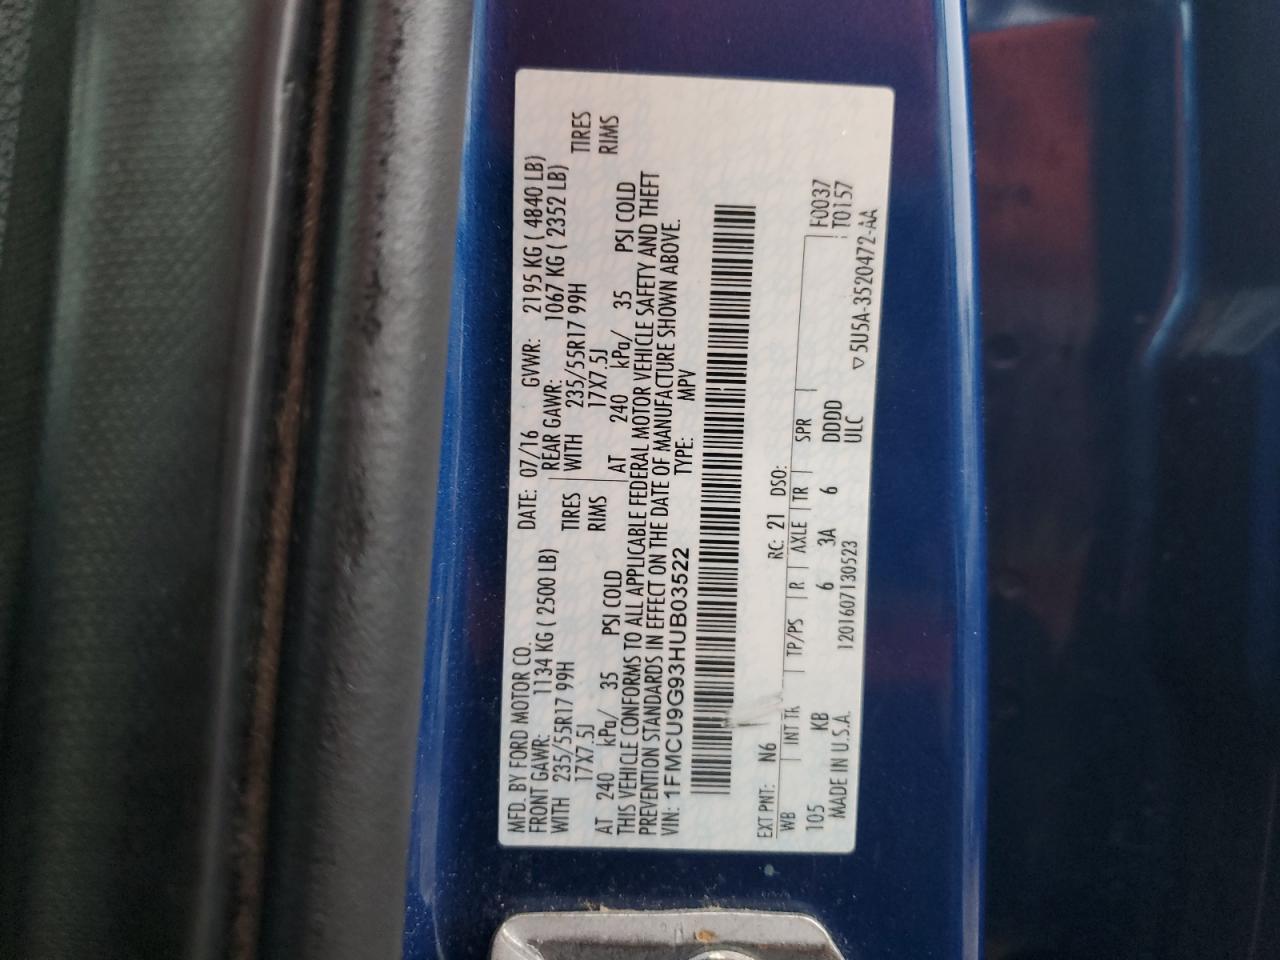 MFD. BY FORD MOTOR CO.
DATE: 07/16 GVWR: 2195 KG ( 4840 LB)
FRONT GAWR: 1134 KG ( 2500 LB)
REAR GAWR: 1067 KG ( 2352 LB)
WITH 235/55R17 99H TIRES
WITH 235/55R17 99H TIRES
17X7.5J RIMS
17X7.5J RIMS
AT 240 kPa/ 35 PSI COLD
AT 240 kPa/ 35 PSI COLD
THIS VEHICLE CONFORMS TO ALL APPLICABLE FEDERAL MOTOR VEHICLE SAFETY AND THEFT
PREVENTION STANDARDS IN EFFECT ON THE DATE OF MANUFACTURE SHOWN ABOVE.
VIN: 1FMCU9G93HUB03522 TYPE: MPV
EXT PNT: N6 RC: 21 DSO:
WB INT TR TP/PS R AXLE TR SPR F0037
105 KB 6 3A 6 DDDD T0157
MADE IN U.S.A. 1201607130523 ULC ▽5U5A-3520472-AA